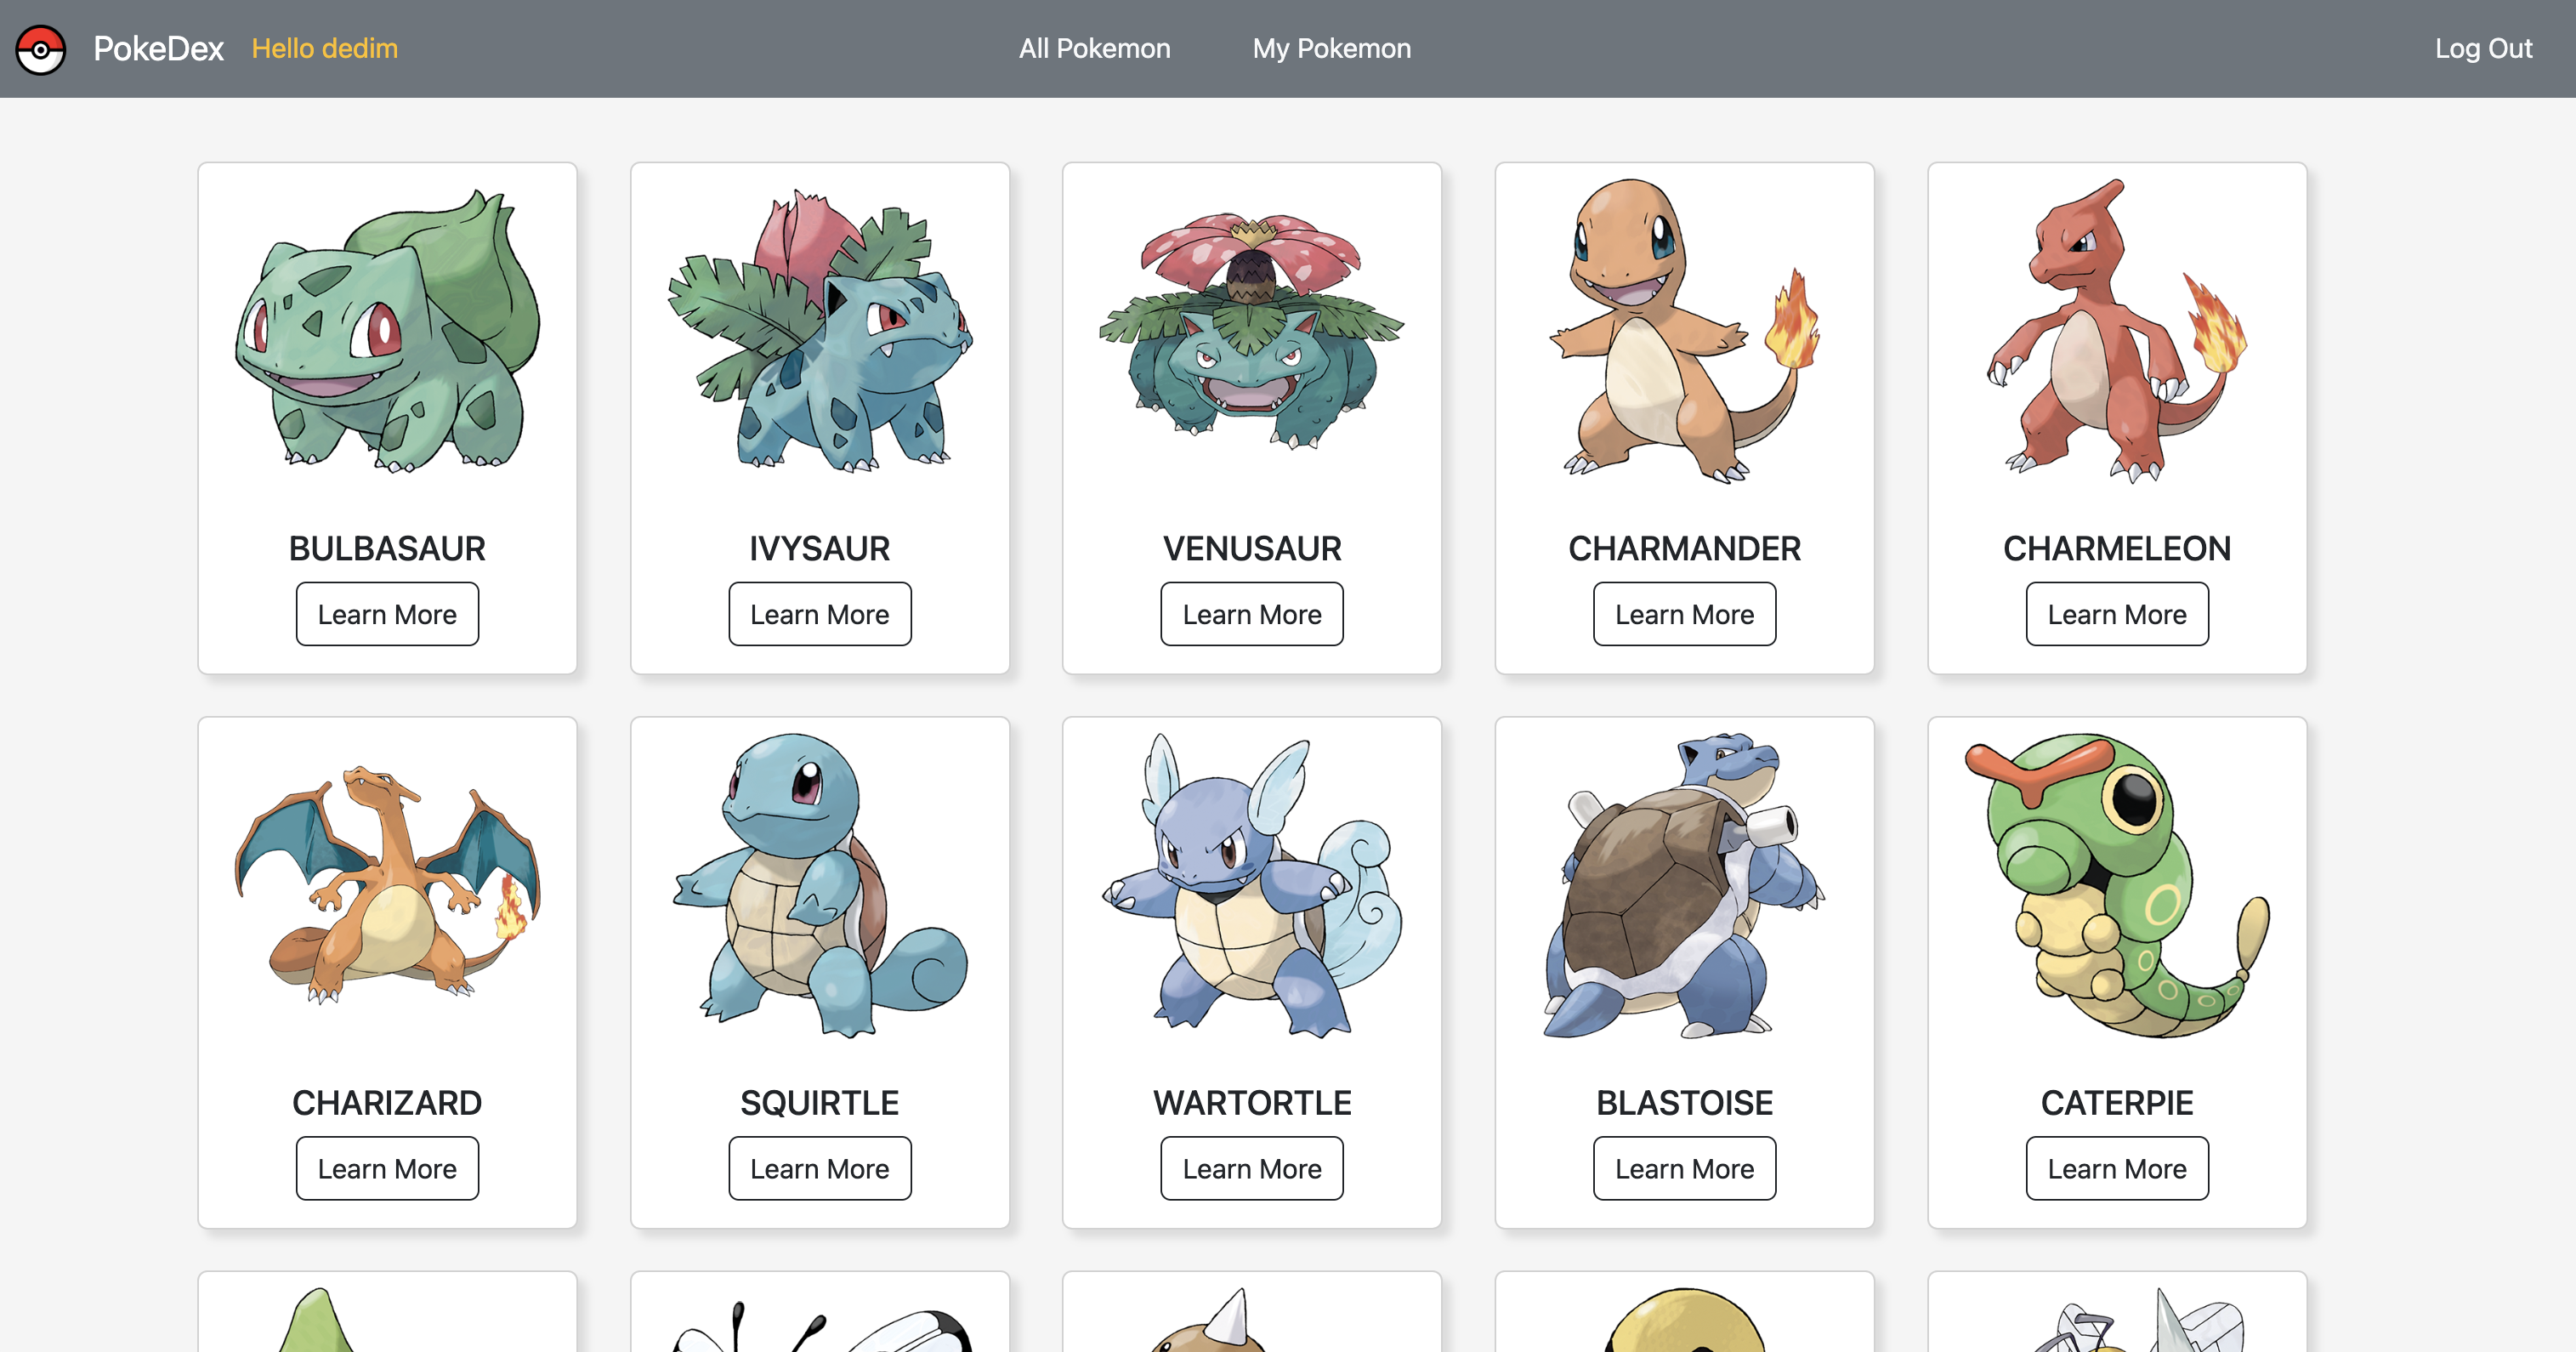 PokeDex Hello dedim All Pokemon My Pokemon Log Out
BULBASAUR IVYSAUR VENUSAUR CHARMANDER CHARMELEON
Learn More Learn More Learn More Learn More Learn More
CHARIZARD SQUIRTLE WARTORTLE BLASTOISE CATERPIE
Learn More Learn More Learn More Learn More Learn More